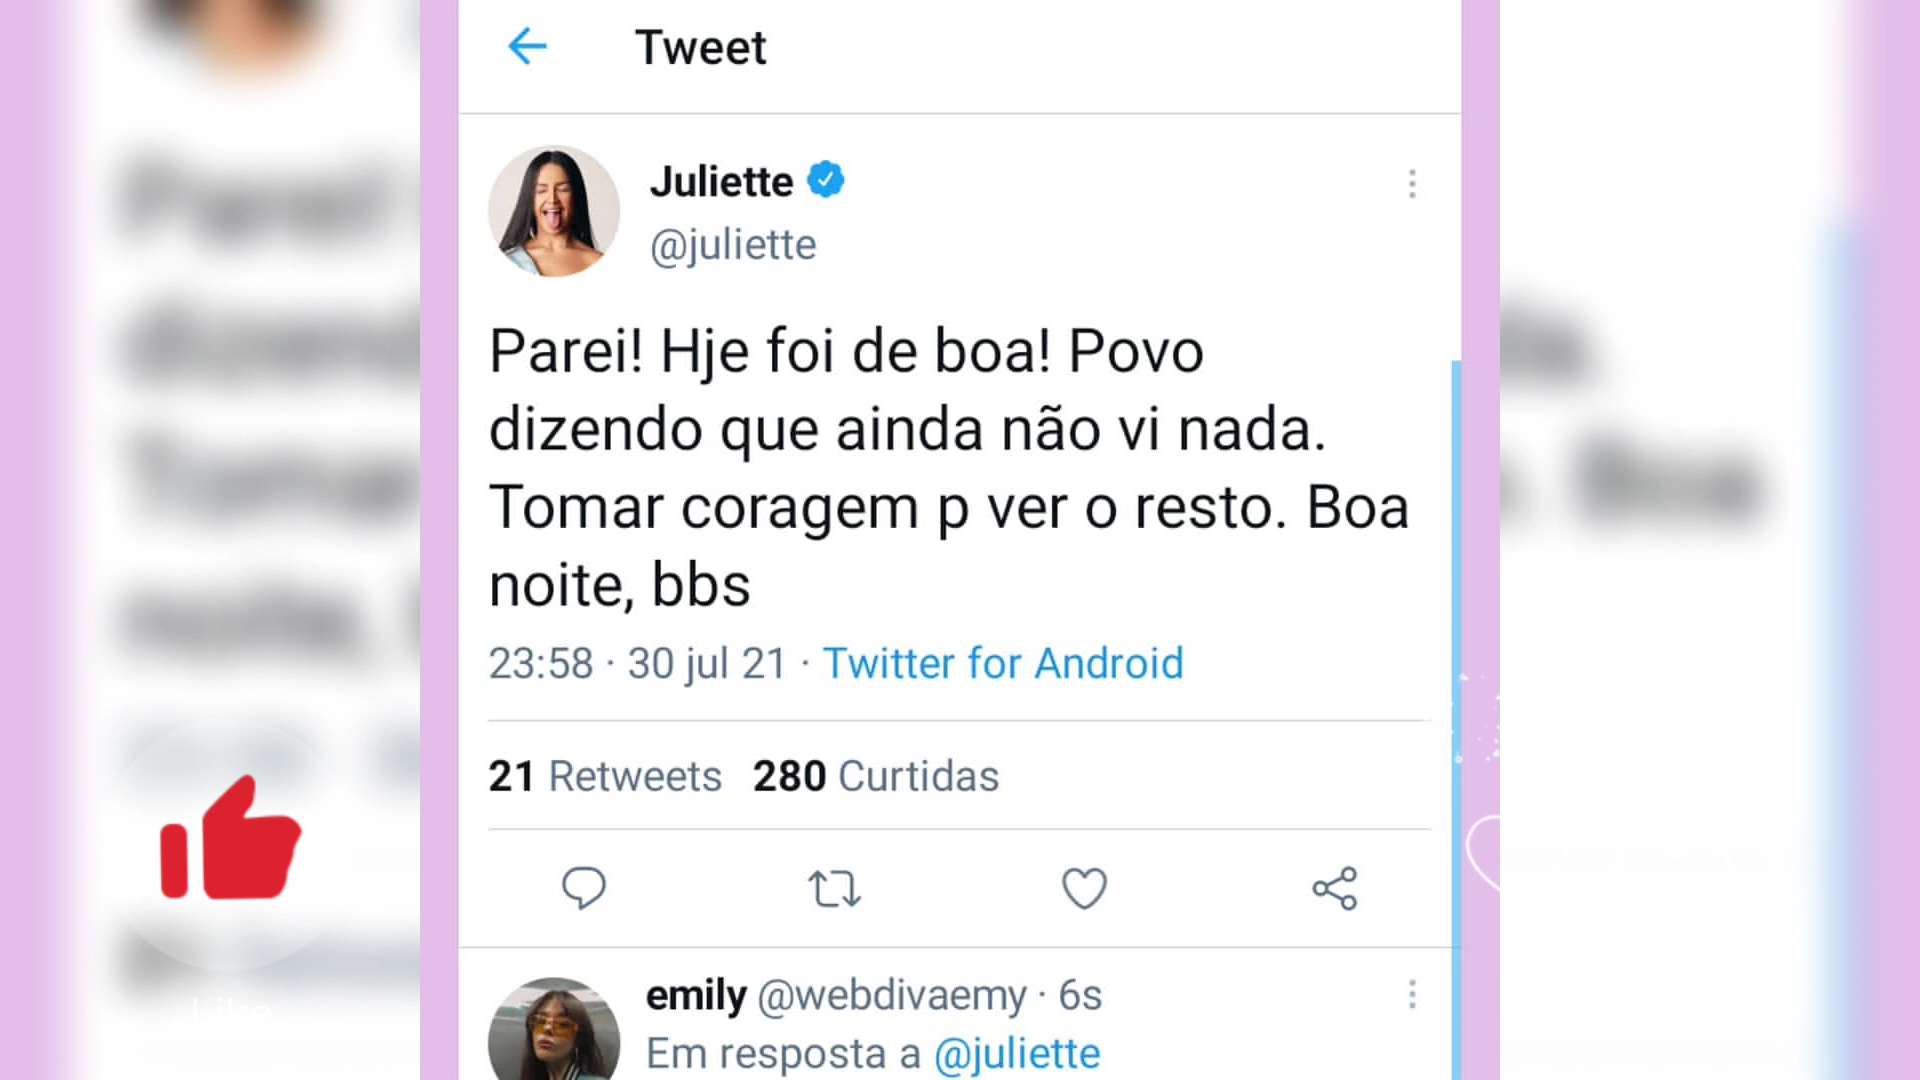 Tweet
Juliette
@juliette
Parei! Hje foi de boa! Povo
dizendo que ainda não vi nada.
Tomar coragem p ver o resto. Boa
noite, bbs
23:58 · 30 jul 21 · Twitter for Android
21 Retweets 280 Curtidas
emily @webdivaemy · 6s
Em resposta a @juliette
Like